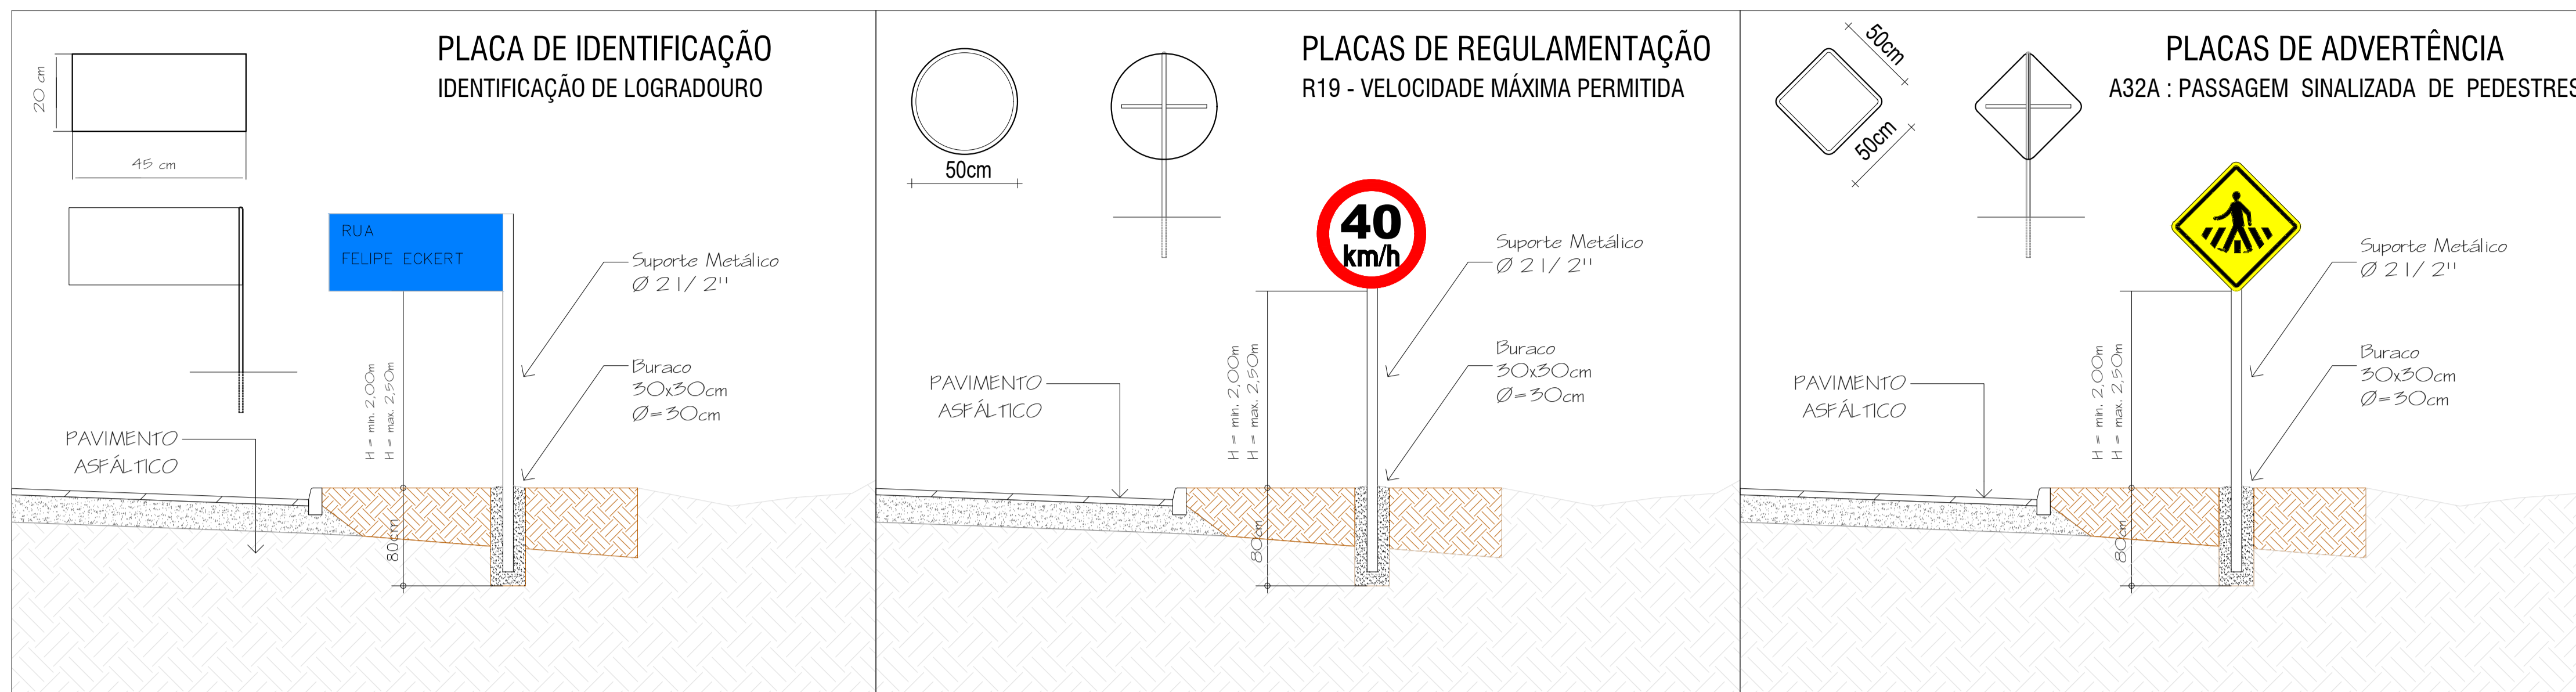 PLACA DE IDENTIFICAÇÃO
IDENTIFICAÇÃO DE LOGRADOURO
20 cm
45 cm
RUA
FELIPE ECKERT
Suporte Metálico
Ø 2 1/ 2"
Buraco
30x30cm
Ø=30cm
H = min. 2,00m
H = max. 2,50m
PAVIMENTO
ASFÁLTICO
80cm
PLACAS DE REGULAMENTAÇÃO
R19 - VELOCIDADE MÁXIMA PERMITIDA
50cm
40
km/h
Suporte Metálico
Ø 2 1/ 2"
Buraco
30x30cm
Ø=30cm
H = min. 2,00m
H = max. 2,50m
PAVIMENTO
ASFÁLTICO
80cm
PLACAS DE ADVERTÊNCIA
A32A : PASSAGEM SINALIZADA DE PEDESTRES
50cm
50cm
Suporte Metálico
Ø 2 1/ 2"
Buraco
30x30cm
Ø=30cm
H = min. 2,00m
H = max. 2,50m
PAVIMENTO
ASFÁLTICO
80cm